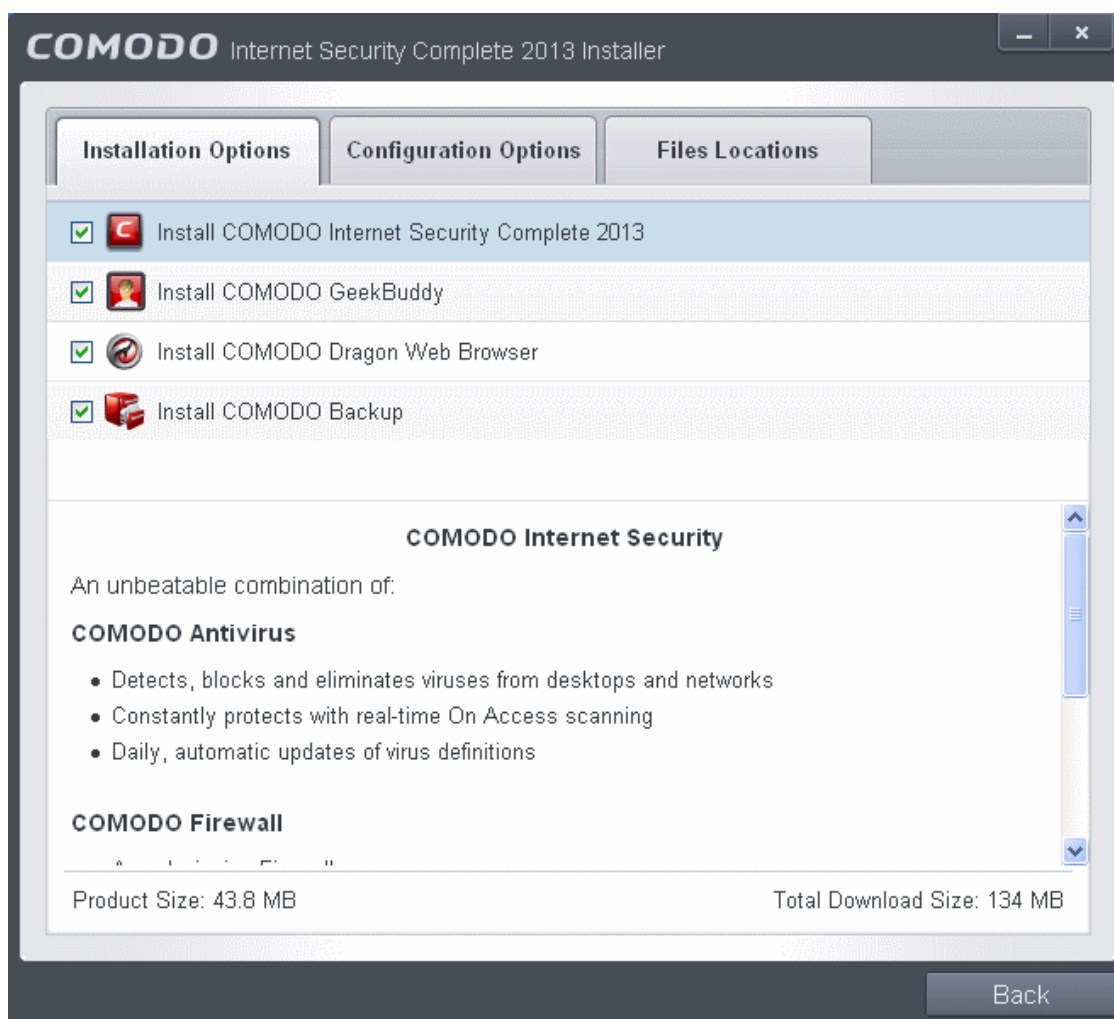 COMODO Internet Security Complete 2013 Installer
Installation Options
Configuration Options
Files Locations
Install COMODO Internet Security Complete 2013
Install COMODO GeekBuddy
Install COMODO Dragon Web Browser
Install COMODO Backup
COMODO Internet Security
An unbeatable combination of:
COMODO Antivirus
• Detects, blocks and eliminates viruses from desktops and networks
• Constantly protects with real-time On Access scanning
• Daily, automatic updates of virus definitions
COMODO Firewall
Product Size: 43.8 MB
Total Download Size: 134 MB
Back